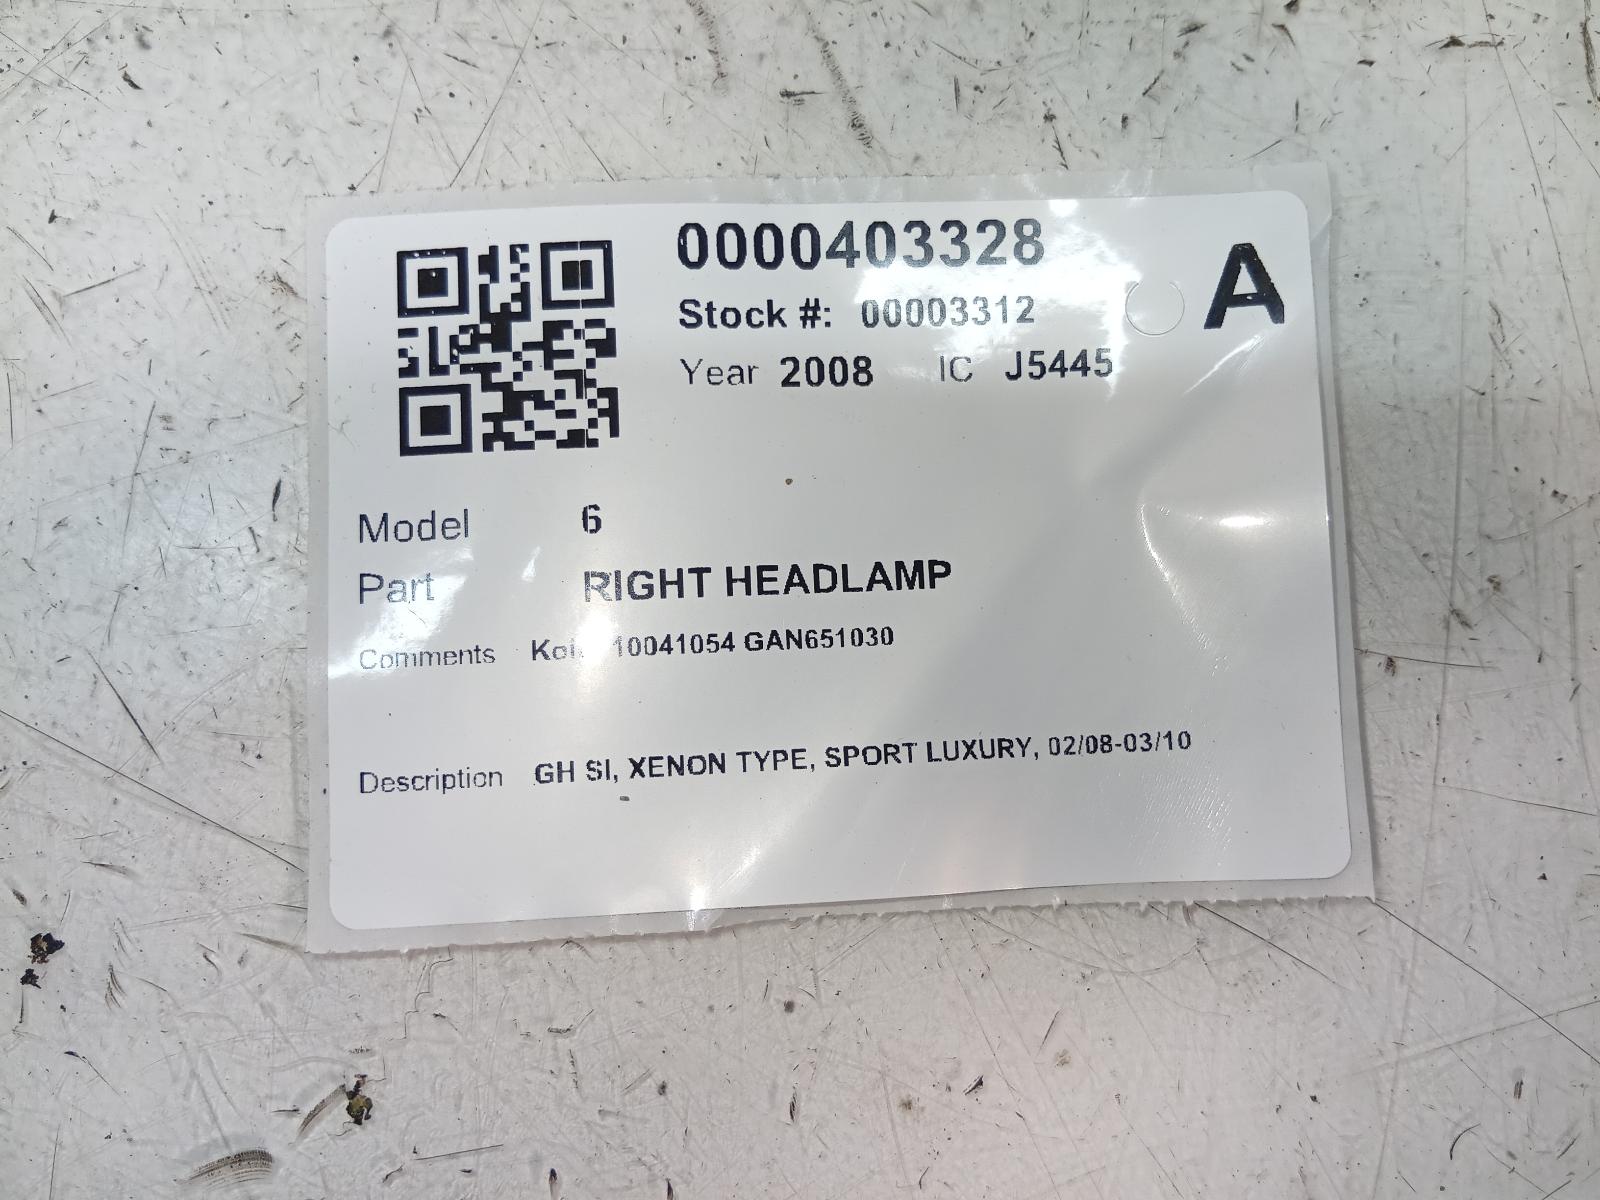 0000403328
A
Stock #: 00003312
Year 2008 IC J5445
Model 6
Part RIGHT HEADLAMP
Comments 10041054 GAN651030
Description GH SI, XENON TYPE, SPORT LUXURY, 02/08-03/10